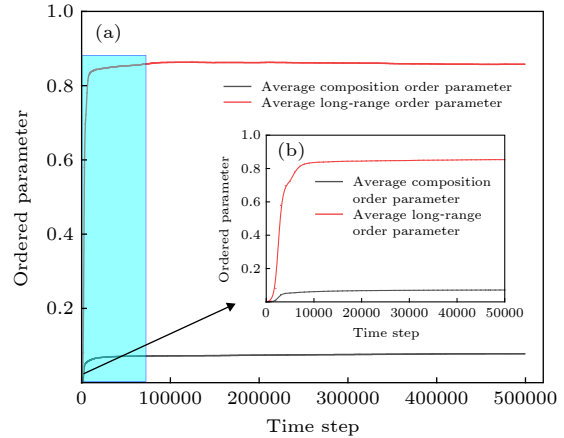 1.0
(a)
0.8
Average composition order parameter
Average long-range order parameter
Ordered parameter
0.6
0.4
0.2
0
100000
200000
300000
400000
500000
Time step
1.0
(b)
0.8
Average composition
order parameter
Average long-range
order parameter
Ordered parameter
0.6
0.4
0.2
0
10000
20000
30000
40000
50000
Time step